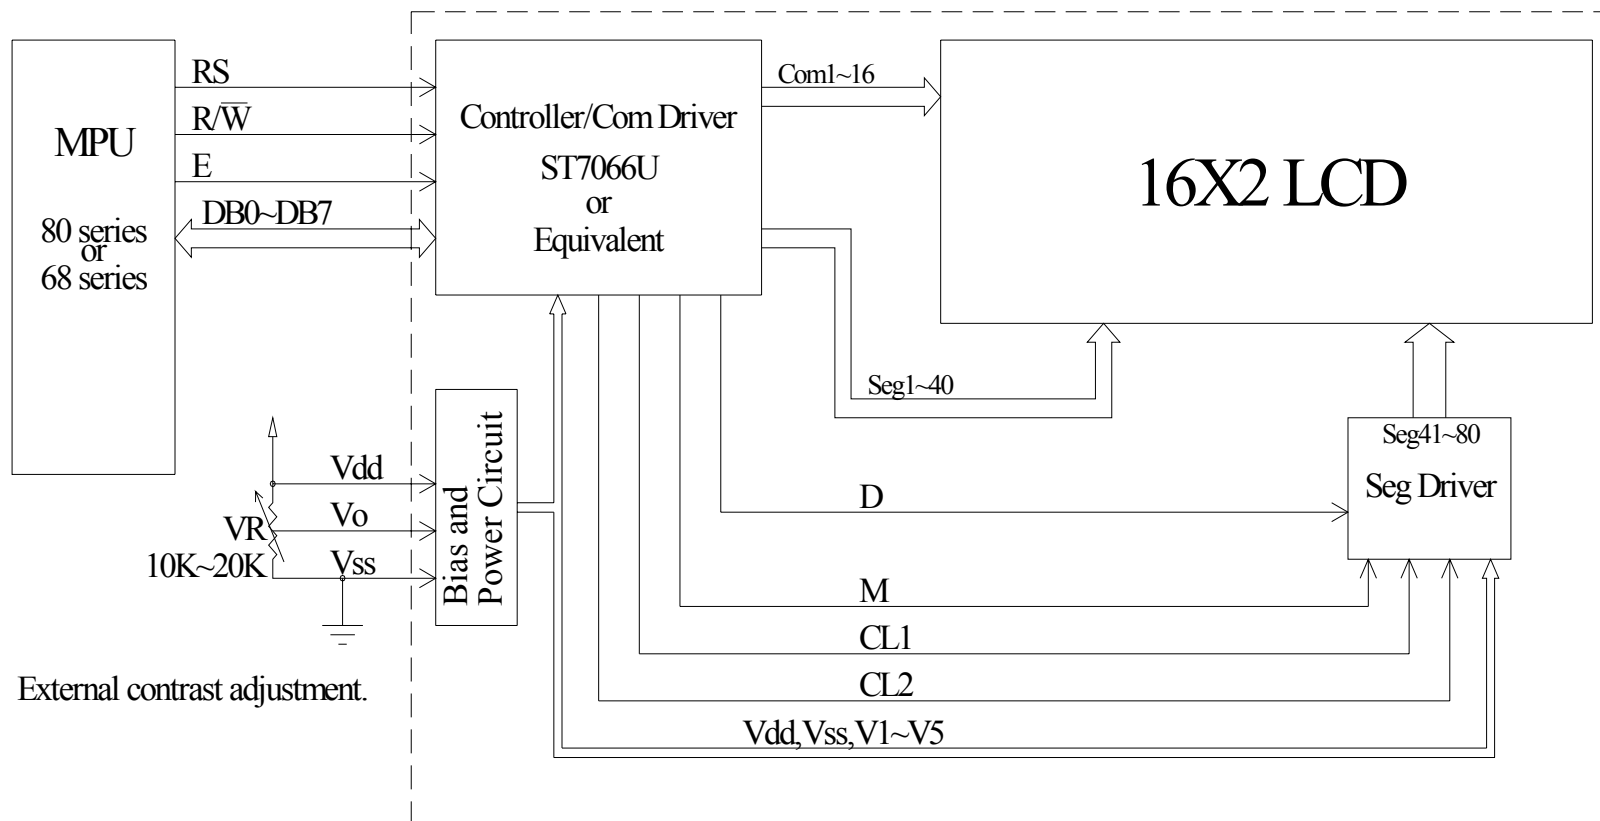 MPU
80 series
or
68 series
RS
R/W̅
E
DB0~DB7
Controller/Com Driver
ST7066U
or
Equivalent
Com1~16
16X2 LCD
Seg1~40
Seg41~80
Seg Driver
Vdd
Vo
Vss
VR
10K~20K
Bias and
Power Circuit
D
M
CL1
CL2
Vdd,Vss,V1~V5
External contrast adjustment.